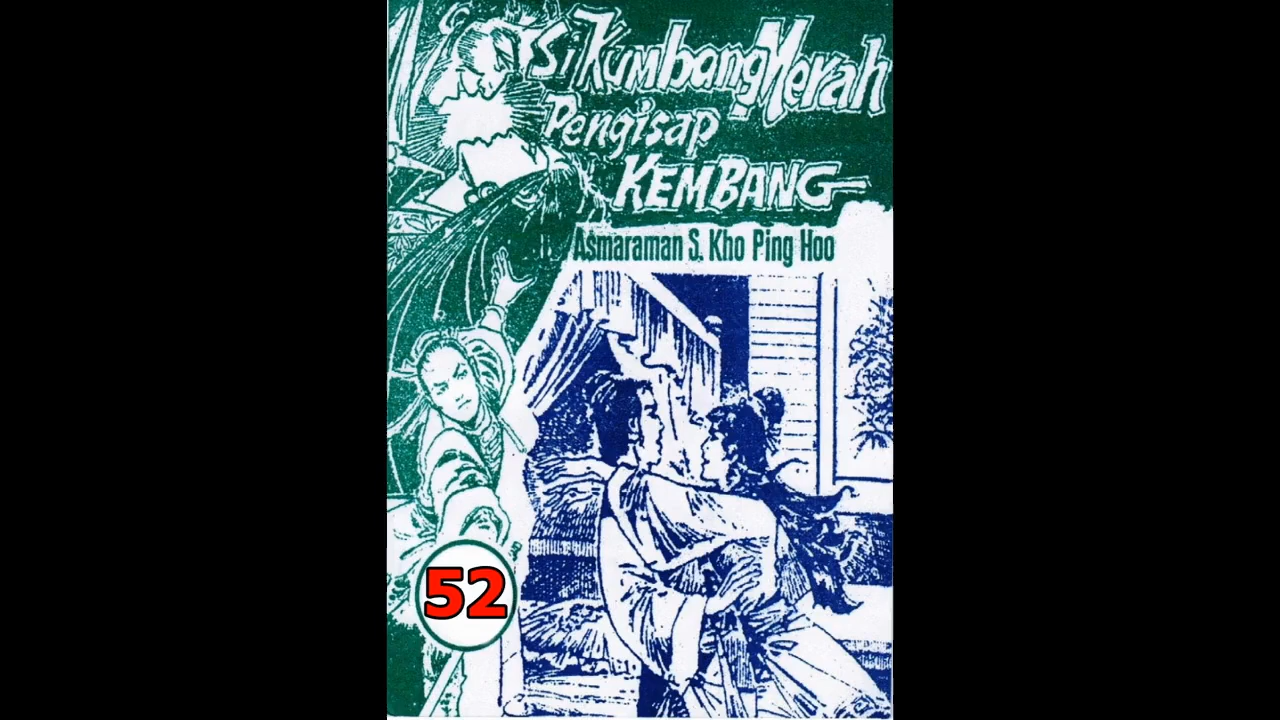 Si Kumbang Merah
Pengisap
KEMBANG
Asmaraman S. Kho Ping Hoo
52